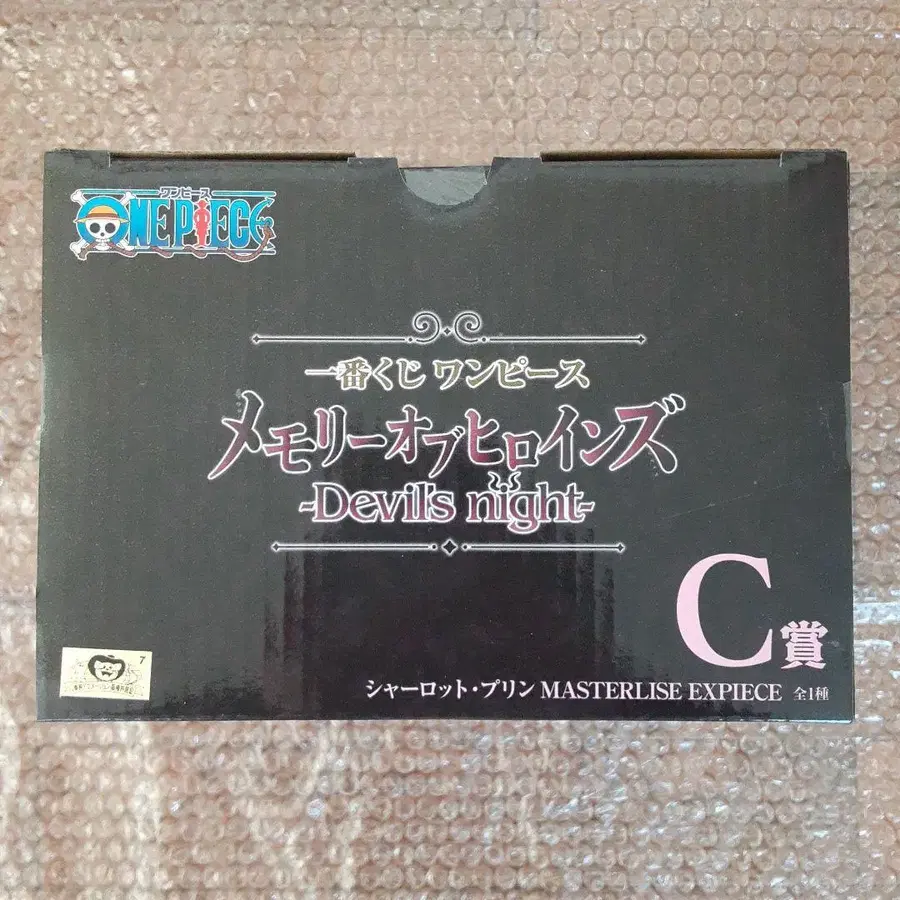 ワンピース
ONE PIECE
一番くじ ワンピース
メモリーオブヒロインズ
-Devil's night-
C賞
シャーロット・プリン MASTERLISE EXPIECE 全1種
7